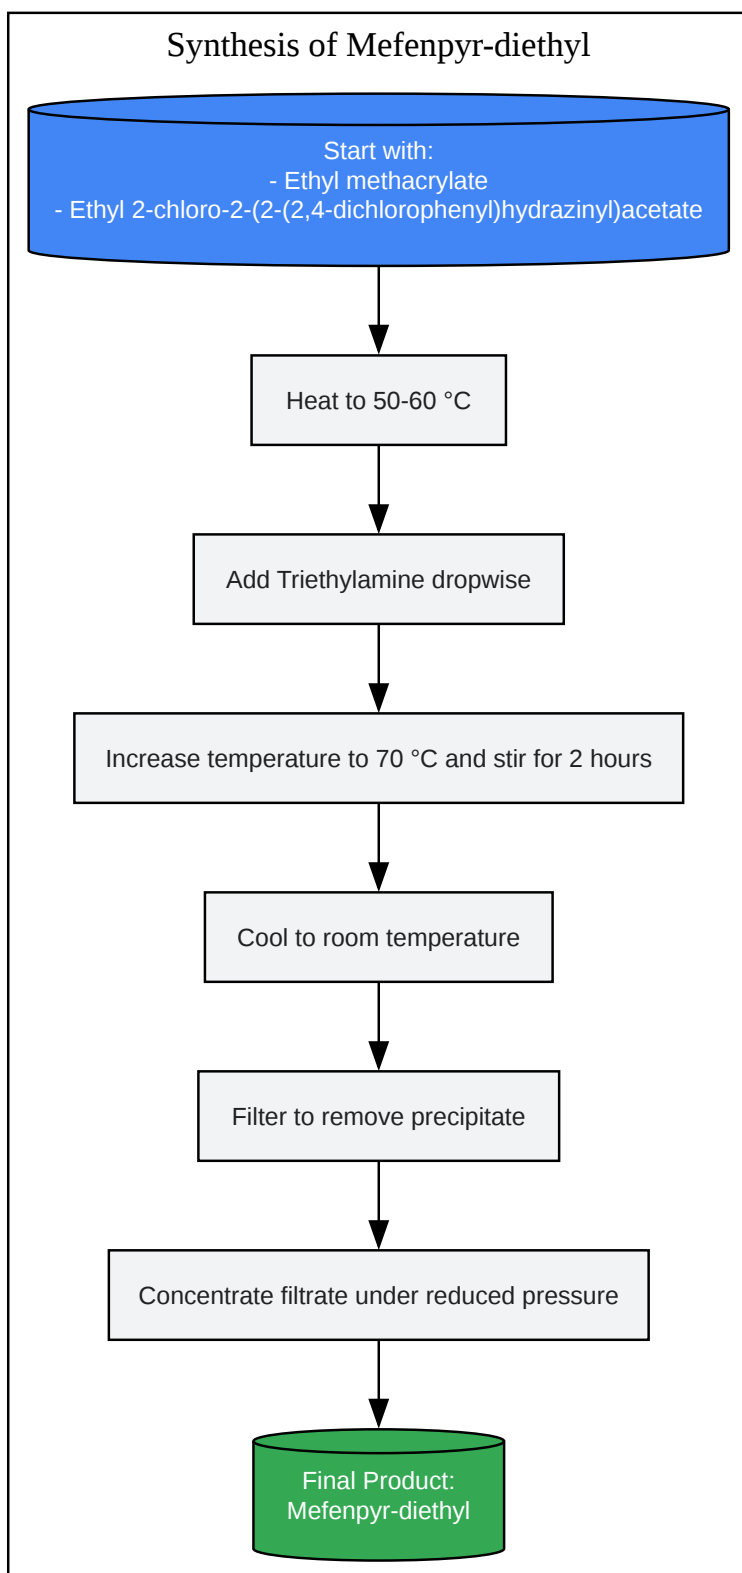 Synthesis of Mefenpyr-diethyl
Start with:
- Ethyl methacrylate
- Ethyl 2-chloro-2-(2-(2,4-dichlorophenyl)hydrazinyl)acetate
Heat to 50-60 °C
Add Triethylamine dropwise
Increase temperature to 70 °C and stir for 2 hours
Cool to room temperature
Filter to remove precipitate
Concentrate filtrate under reduced pressure
Final Product:
Mefenpyr-diethyl